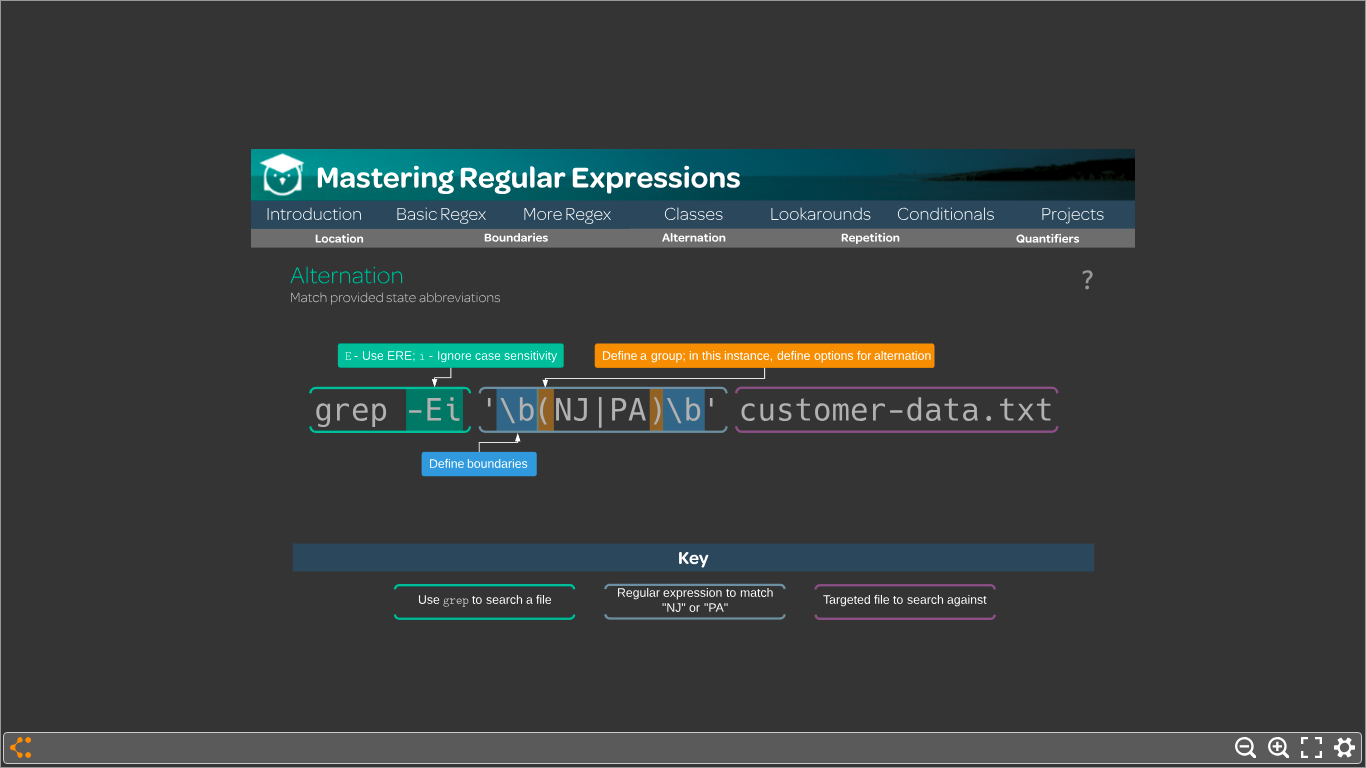 Mastering Regular Expressions
Introduction Basic Regex More Regex Classes Lookarounds Conditionals Projects
Location Boundaries Alternation Repetition Quantifiers
Alternation
?
Match provided state abbreviations
E - Use ERE; i - Ignore case sensitivity
Define a group; in this instance, define options for alternation
grep -Ei '\b(NJ|PA)\b' customer-data.txt
Define boundaries
Key
Use grep to search a file
Regular expression to match
"NJ" or "PA"
Targeted file to search against